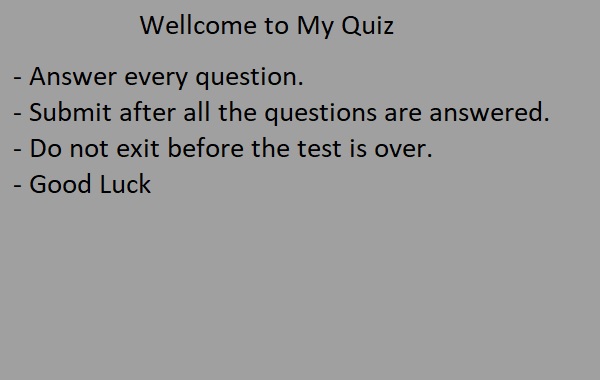 Wellcome to My Quiz
- Answer every question.
- Submit after all the questions are answered.
- Do not exit before the test is over.
- Good Luck